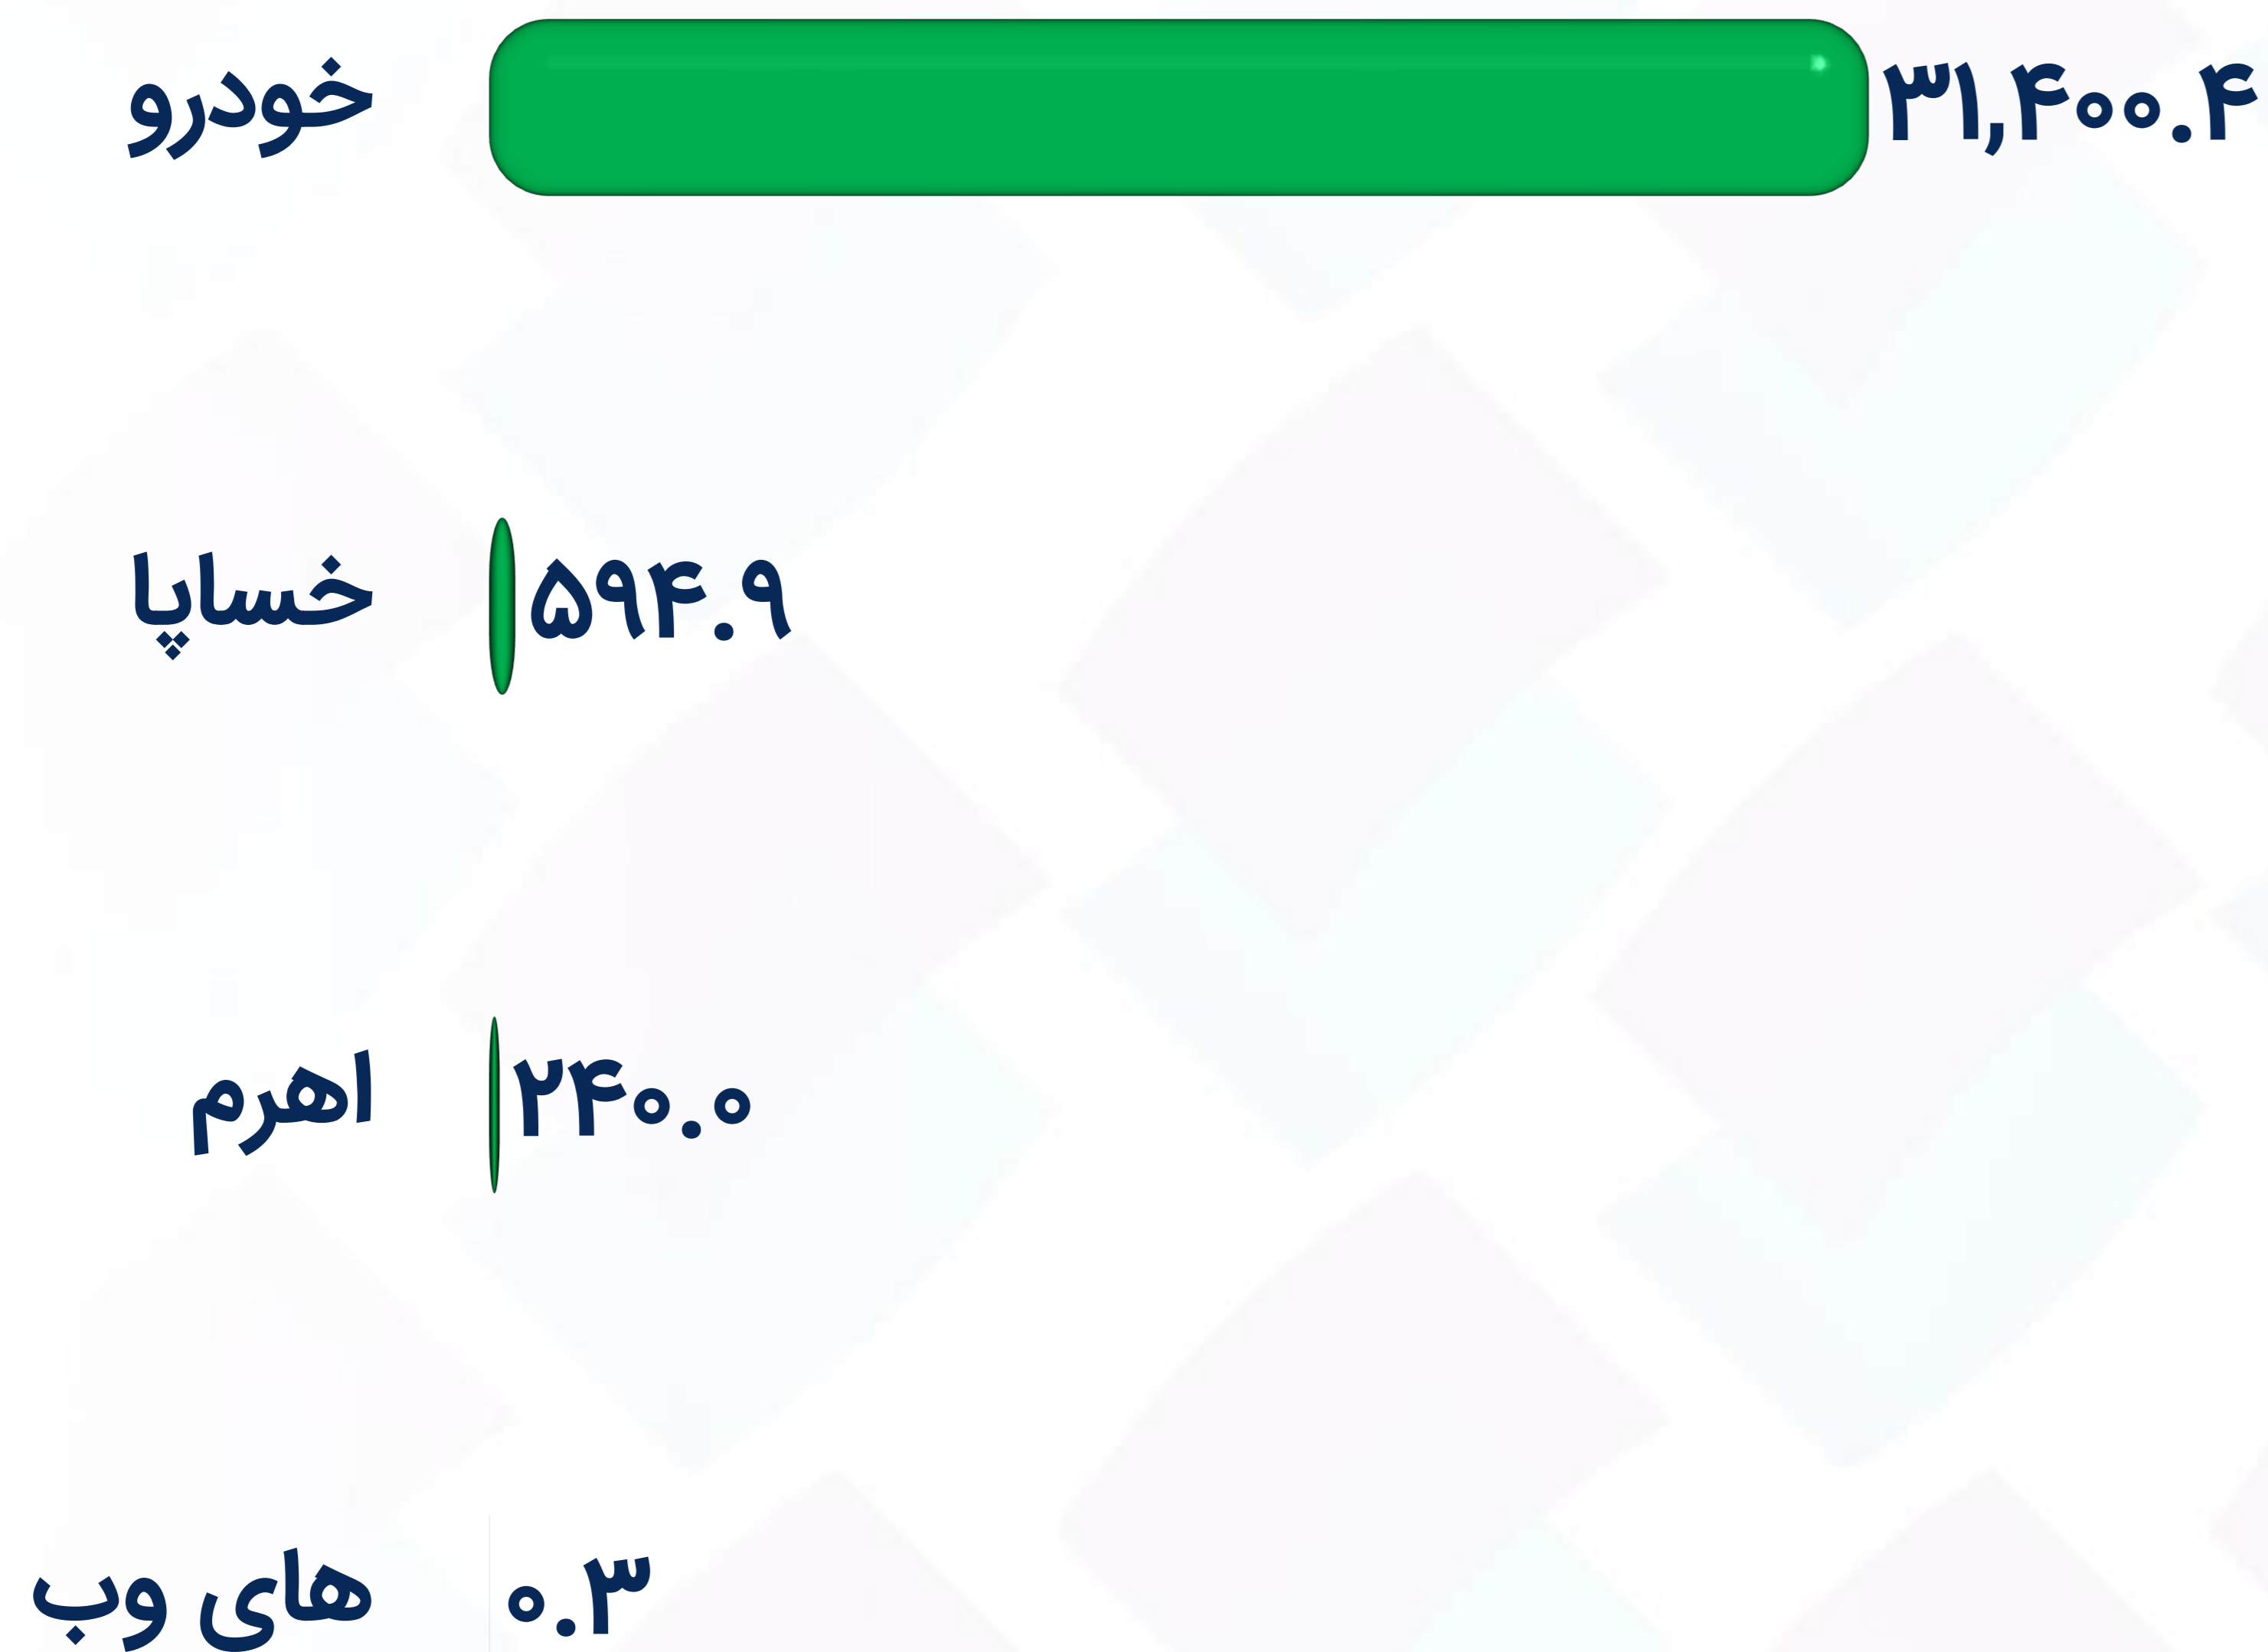 خودرو ۳۱,۴۰۰.۴
خساپا ۵۹۴.۹
اهرم ۲۴۰.۰
های وب ۰.۳